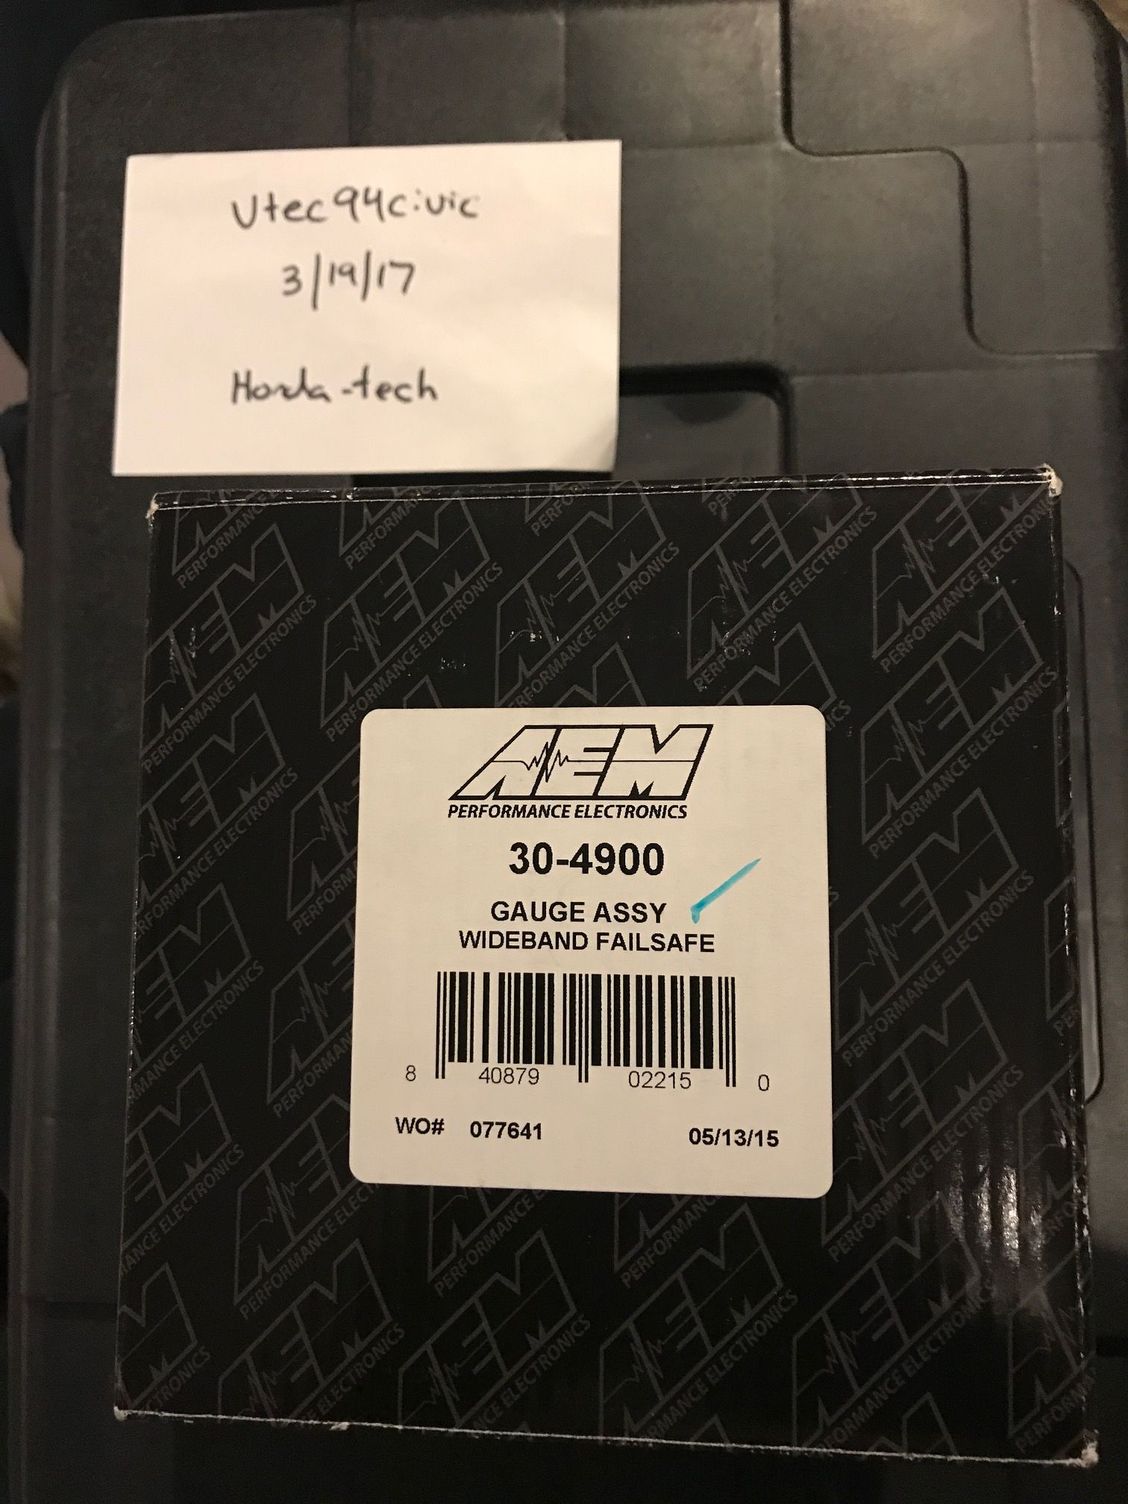 Vtec94civic
3/19/17
Honda-tech
AEM
PERFORMANCE ELECTRONICS
30-4900
GAUGE ASSY
WIDEBAND FAILSAFE
8 40879 02215 0
WO# 077641 05/13/15